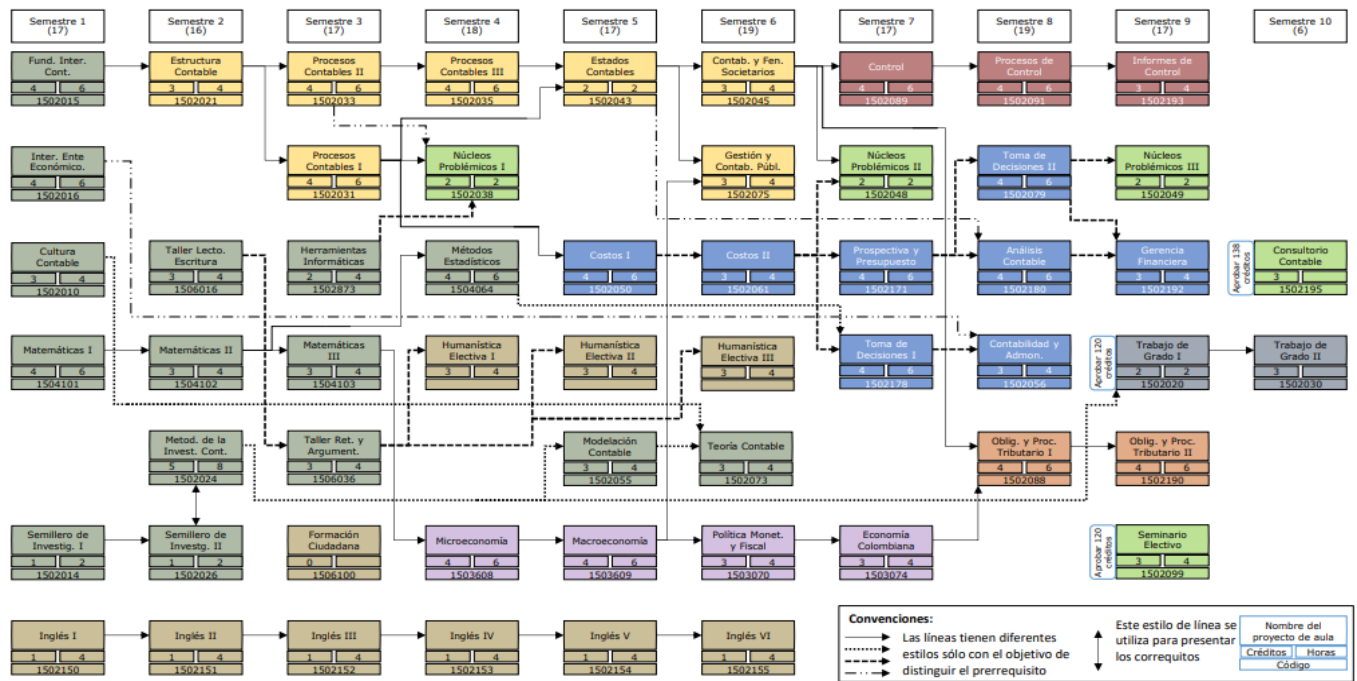 Semestre 1 Semestre 2 Semestre 3 Semestre 4 Semestre 5 Semestre 6 Semestre 7 Semestre 8 Semestre 9 Semestre 10
(17) (16) (17) (18) (17) (19) (17) (19) (17) (6)
Fund. Inter. Estructura Procesos Procesos Estados Contab. y Fen. Control Procesos de Informes de
Cont. Contable Contables II Contables III Contables Societarios Control Control
4 6 3 4 4 6 4 6 2 2 3 4 4 6 4 6 3 4
1502015 1502021 1502033 1502035 1502043 1502045 1502089 1502091 1502193
Inter. Ente Procesos Núcleos Gestión y Núcleos Toma de Núcleos
Económico. Contables I Problémicos I Contab. Públ. Problémicos II Decisiones II Problémicos III
4 6 4 6 2 2 3 4 2 2 4 6 2 2
1502016 1502031 1502038 1502075 1502048 1502079 1502049
Cultura Taller Lecto. Herramientas Métodos Costos I Costos II Prospectiva y Análisis Gerencia Aprobar 138 Consultorio
Contable Escritura Informáticas Estadísticos Presupuesto Contable Financiera créditos Contable
3 4 3 4 2 4 4 6 4 6 4 6 4 6 4 6 3 4 3
1502010 1506016 1502873 1504064 1502050 1502061 1502171 1502180 1502192 1502195
Matemáticas I Matemáticas II Matemáticas Humanística Humanística Humanística Toma de Contabilidad y Aprobar 120 Trabajo de Trabajo de
III Electiva I Electiva II Electiva III Decisiones I Admon. créditos Grado I Grado II
4 6 3 4 3 4 3 4 3 4 3 4 4 6 3 4 2 2 3
1504101 1504102 1504103 1502178 1502056 1502020 1502030
Metod. de la Taller Ret. y Modelación Teoría Contable Oblig. y Proc. Oblig. y Proc.
Invest. Cont. Argument. Contable Tributario I Tributario II
5 8 3 4 3 4 3 4 4 6 4 6
1502024 1506036 1502055 1502073 1502088 1502190
Semillero de Semillero de Formación Microeconomía Macroeconomía Política Monet. Economía Aprobar 120 Seminario
Investig. I Investg. II Ciudadana y Fiscal Colombiana créditos Electivo
1 2 1 2 0 4 6 4 6 3 4 3 4 3 4
1502014 1502026 1506100 1503608 1503609 1503070 1503074 1502099
Inglés I Inglés II Inglés III Inglés IV Inglés V Inglés VI
1 4 1 4 1 4 1 4 1 4 1 4
1502150 1502151 1502152 1502153 1502154 1502155
Convenciones:
Las líneas tienen diferentes
estilos sólo con el objetivo de
distinguir el prerrequisito
Este estilo de línea se
utiliza para presentar
los correquitos
Nombre del
proyecto de aula
Créditos Horas
Código